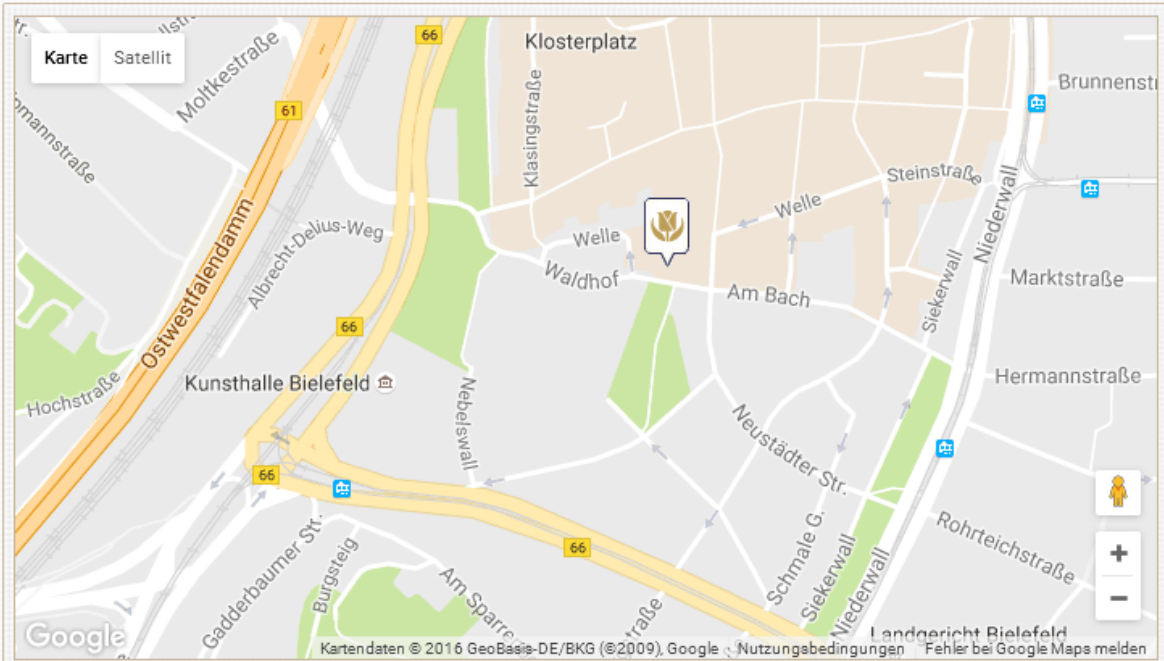 Karte
Satellit
Moltkestraße
66
Klosterplatz
61
Brunnenst
Klasingstraße
Steinstraße
Welle
Niederwall
Albrecht-Delius-Weg
Ostwestfalendamm
Welle
Waldhof
Am Bach
Siekerwall
Marktstraße
66
Kunsthalle Bielefeld
Hermannstraße
Hochstraße
Nebelswall
Neustädter Str.
66
66
Rohrteichstraße
Gadderbaumer Str.
Burgsteig
Am Sparre
Schmale G.
Siekerwall
Niederwall
Landgericht Bielefeld
Google
Kartendaten © 2016 GeoBasis-DE/BKG (©2009), Google
Nutzungsbedingungen
Fehler bei Google Maps melden